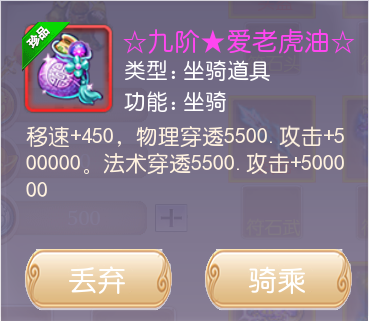 珍品
☆九阶★爱老虎油☆
类型：坐骑道具
功能：坐骑
移速+450，物理穿透5500.攻击+5
00000。法术穿透5500.攻击+50000
00
500
丢弃
骑乘